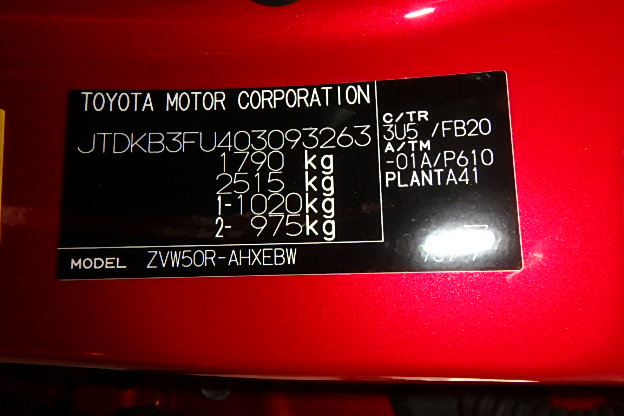 TOYOTA MOTOR CORPORATION
JTDKB3FU403093263
1790 kg
2515 kg
1-1020kg
2- 975kg
MODEL ZVW50R-AHXEBW
C/TR
3U5 /FB20
A/TM
-01A/P610
PLANTA41